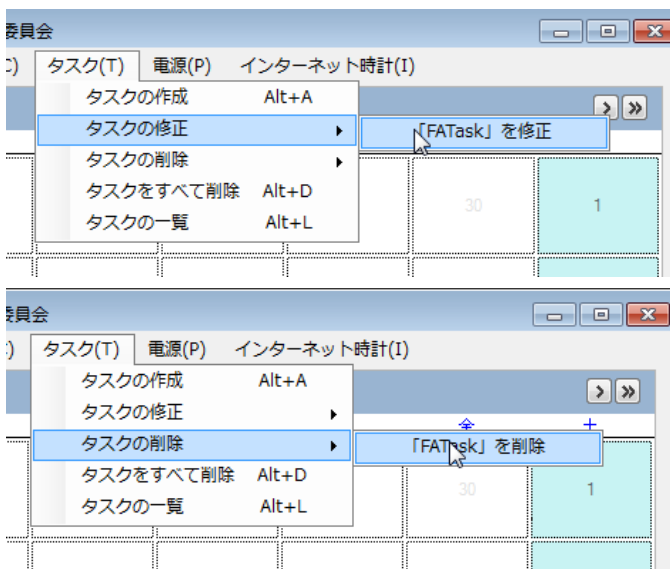 委員会
C) タスク(T) 電源(P) インターネット時計(I)
タスクの作成 Alt+A
タスクの修正 「FATask」を修正
タスクの削除
タスクをすべて削除 Alt+D
タスクの一覧 Alt+L
30 1
委員会
) タスク(T) 電源(P) インターネット時計(I)
タスクの作成 Alt+A
タスクの修正
タスクの削除 「FATask」を削除
タスクをすべて削除 Alt+D
タスクの一覧 Alt+L
30 1